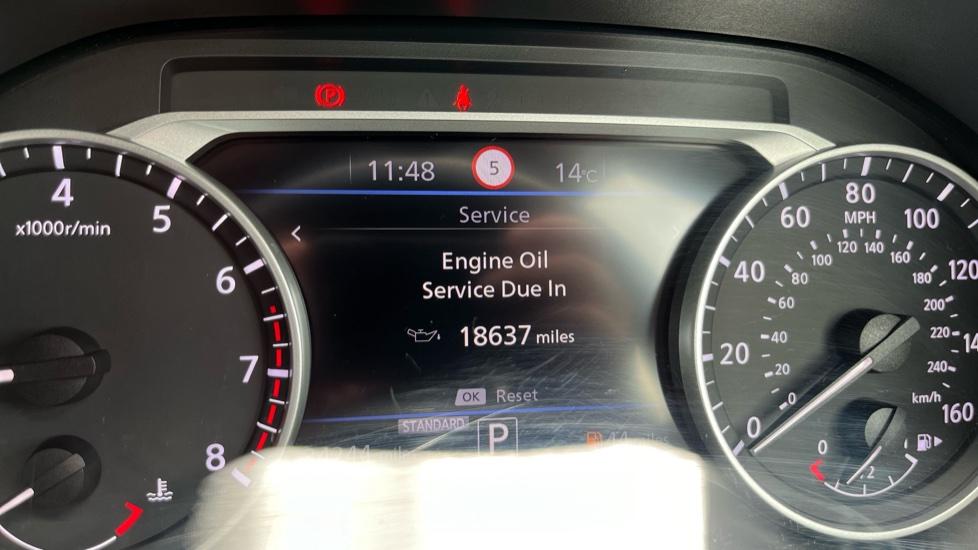 11:48
5
14°C
<
Service
Engine Oil
Service Due In
18637 miles
OK Reset
STANDARD
P
4
5
6
7
8
x1000r/min
0
20
40
60
80
100
120
160
MPH
0
20
40
60
80
100
120
140
160
180
200
220
240
km/h
0